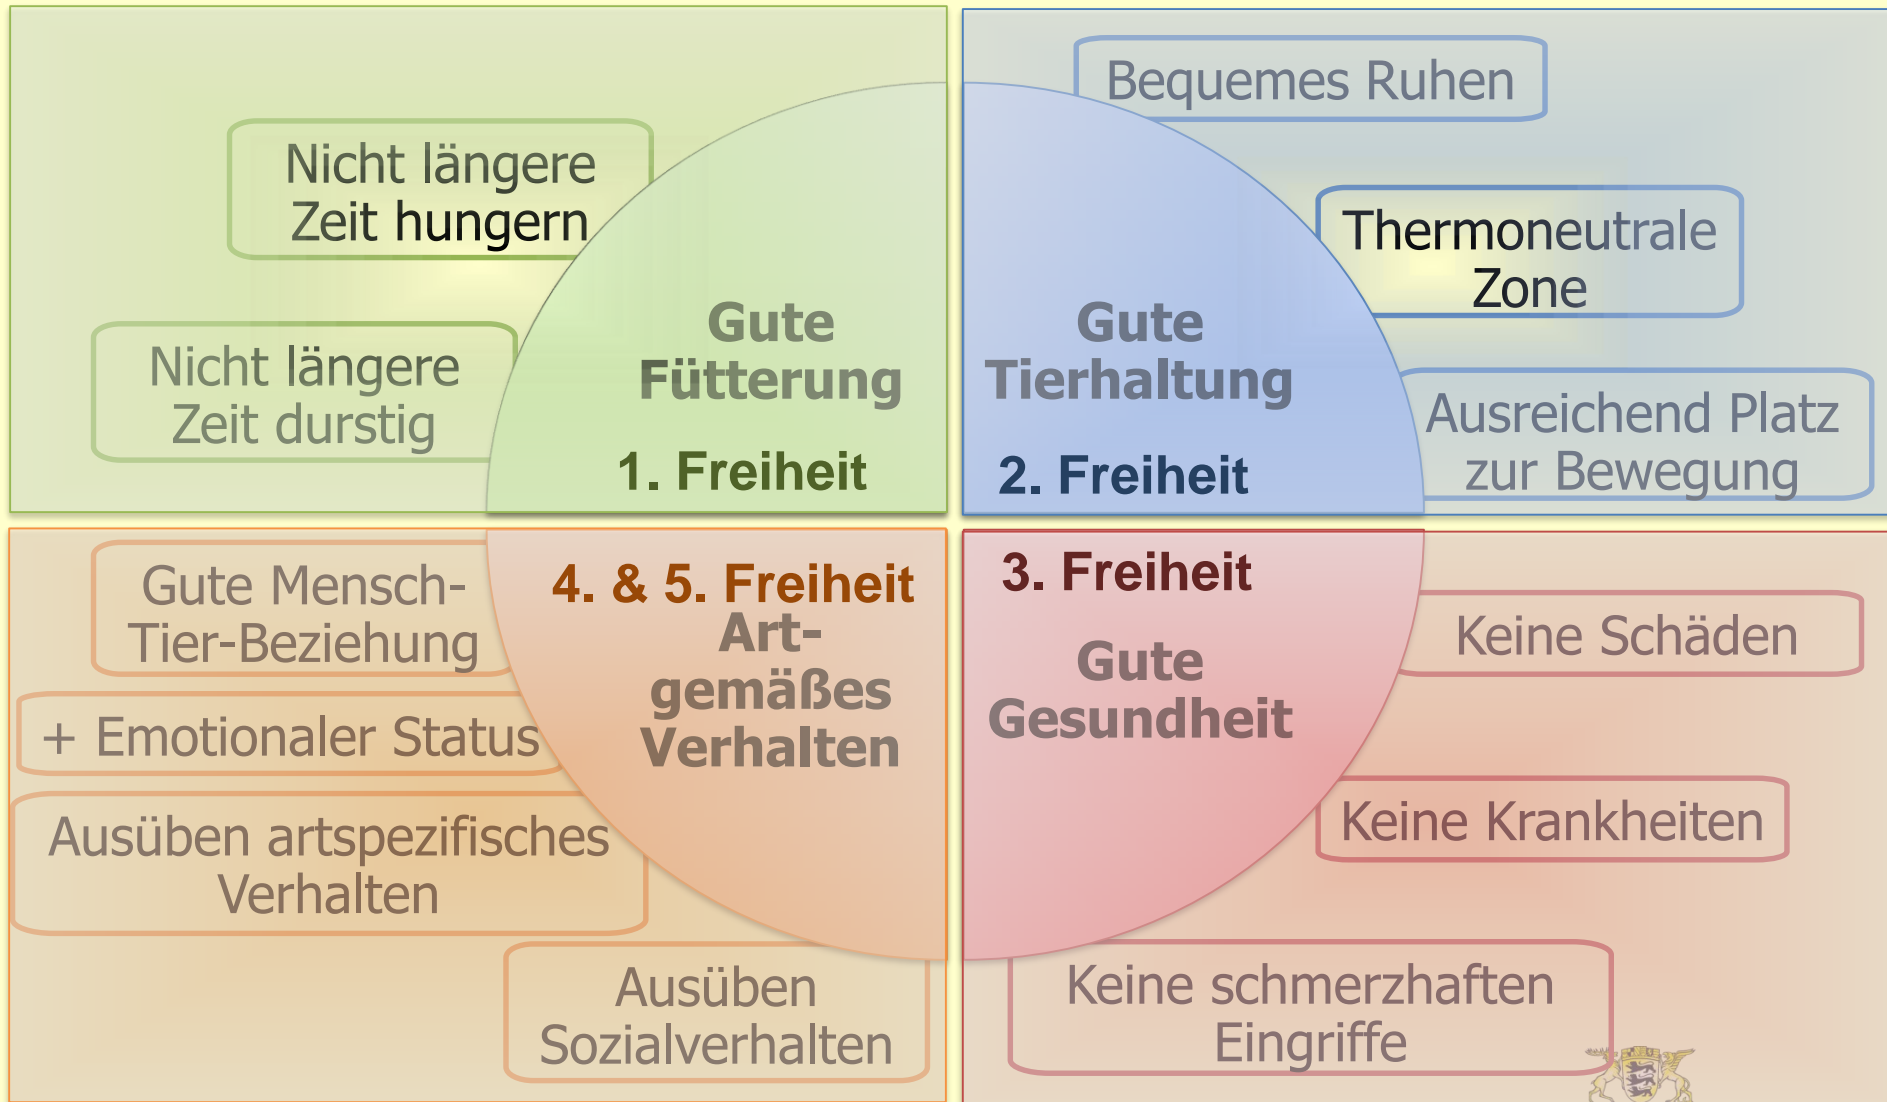 Nicht längere
Zeit hungern
Nicht längere
Zeit durstig
Gute
Fütterung
1. Freiheit
Bequemes Ruhen
Thermoneutrale
Zone
Ausreichend Platz
zur Bewegung
Gute
Tierhaltung
2. Freiheit
Gute Mensch-
Tier-Beziehung
+ Emotionaler Status
Ausüben artspezifisches
Verhalten
Ausüben
Sozialverhalten
4. & 5. Freiheit
Art-
gemäßes
Verhalten
3. Freiheit
Gute
Gesundheit
Keine Schäden
Keine Krankheiten
Keine schmerzhaften
Eingriffe